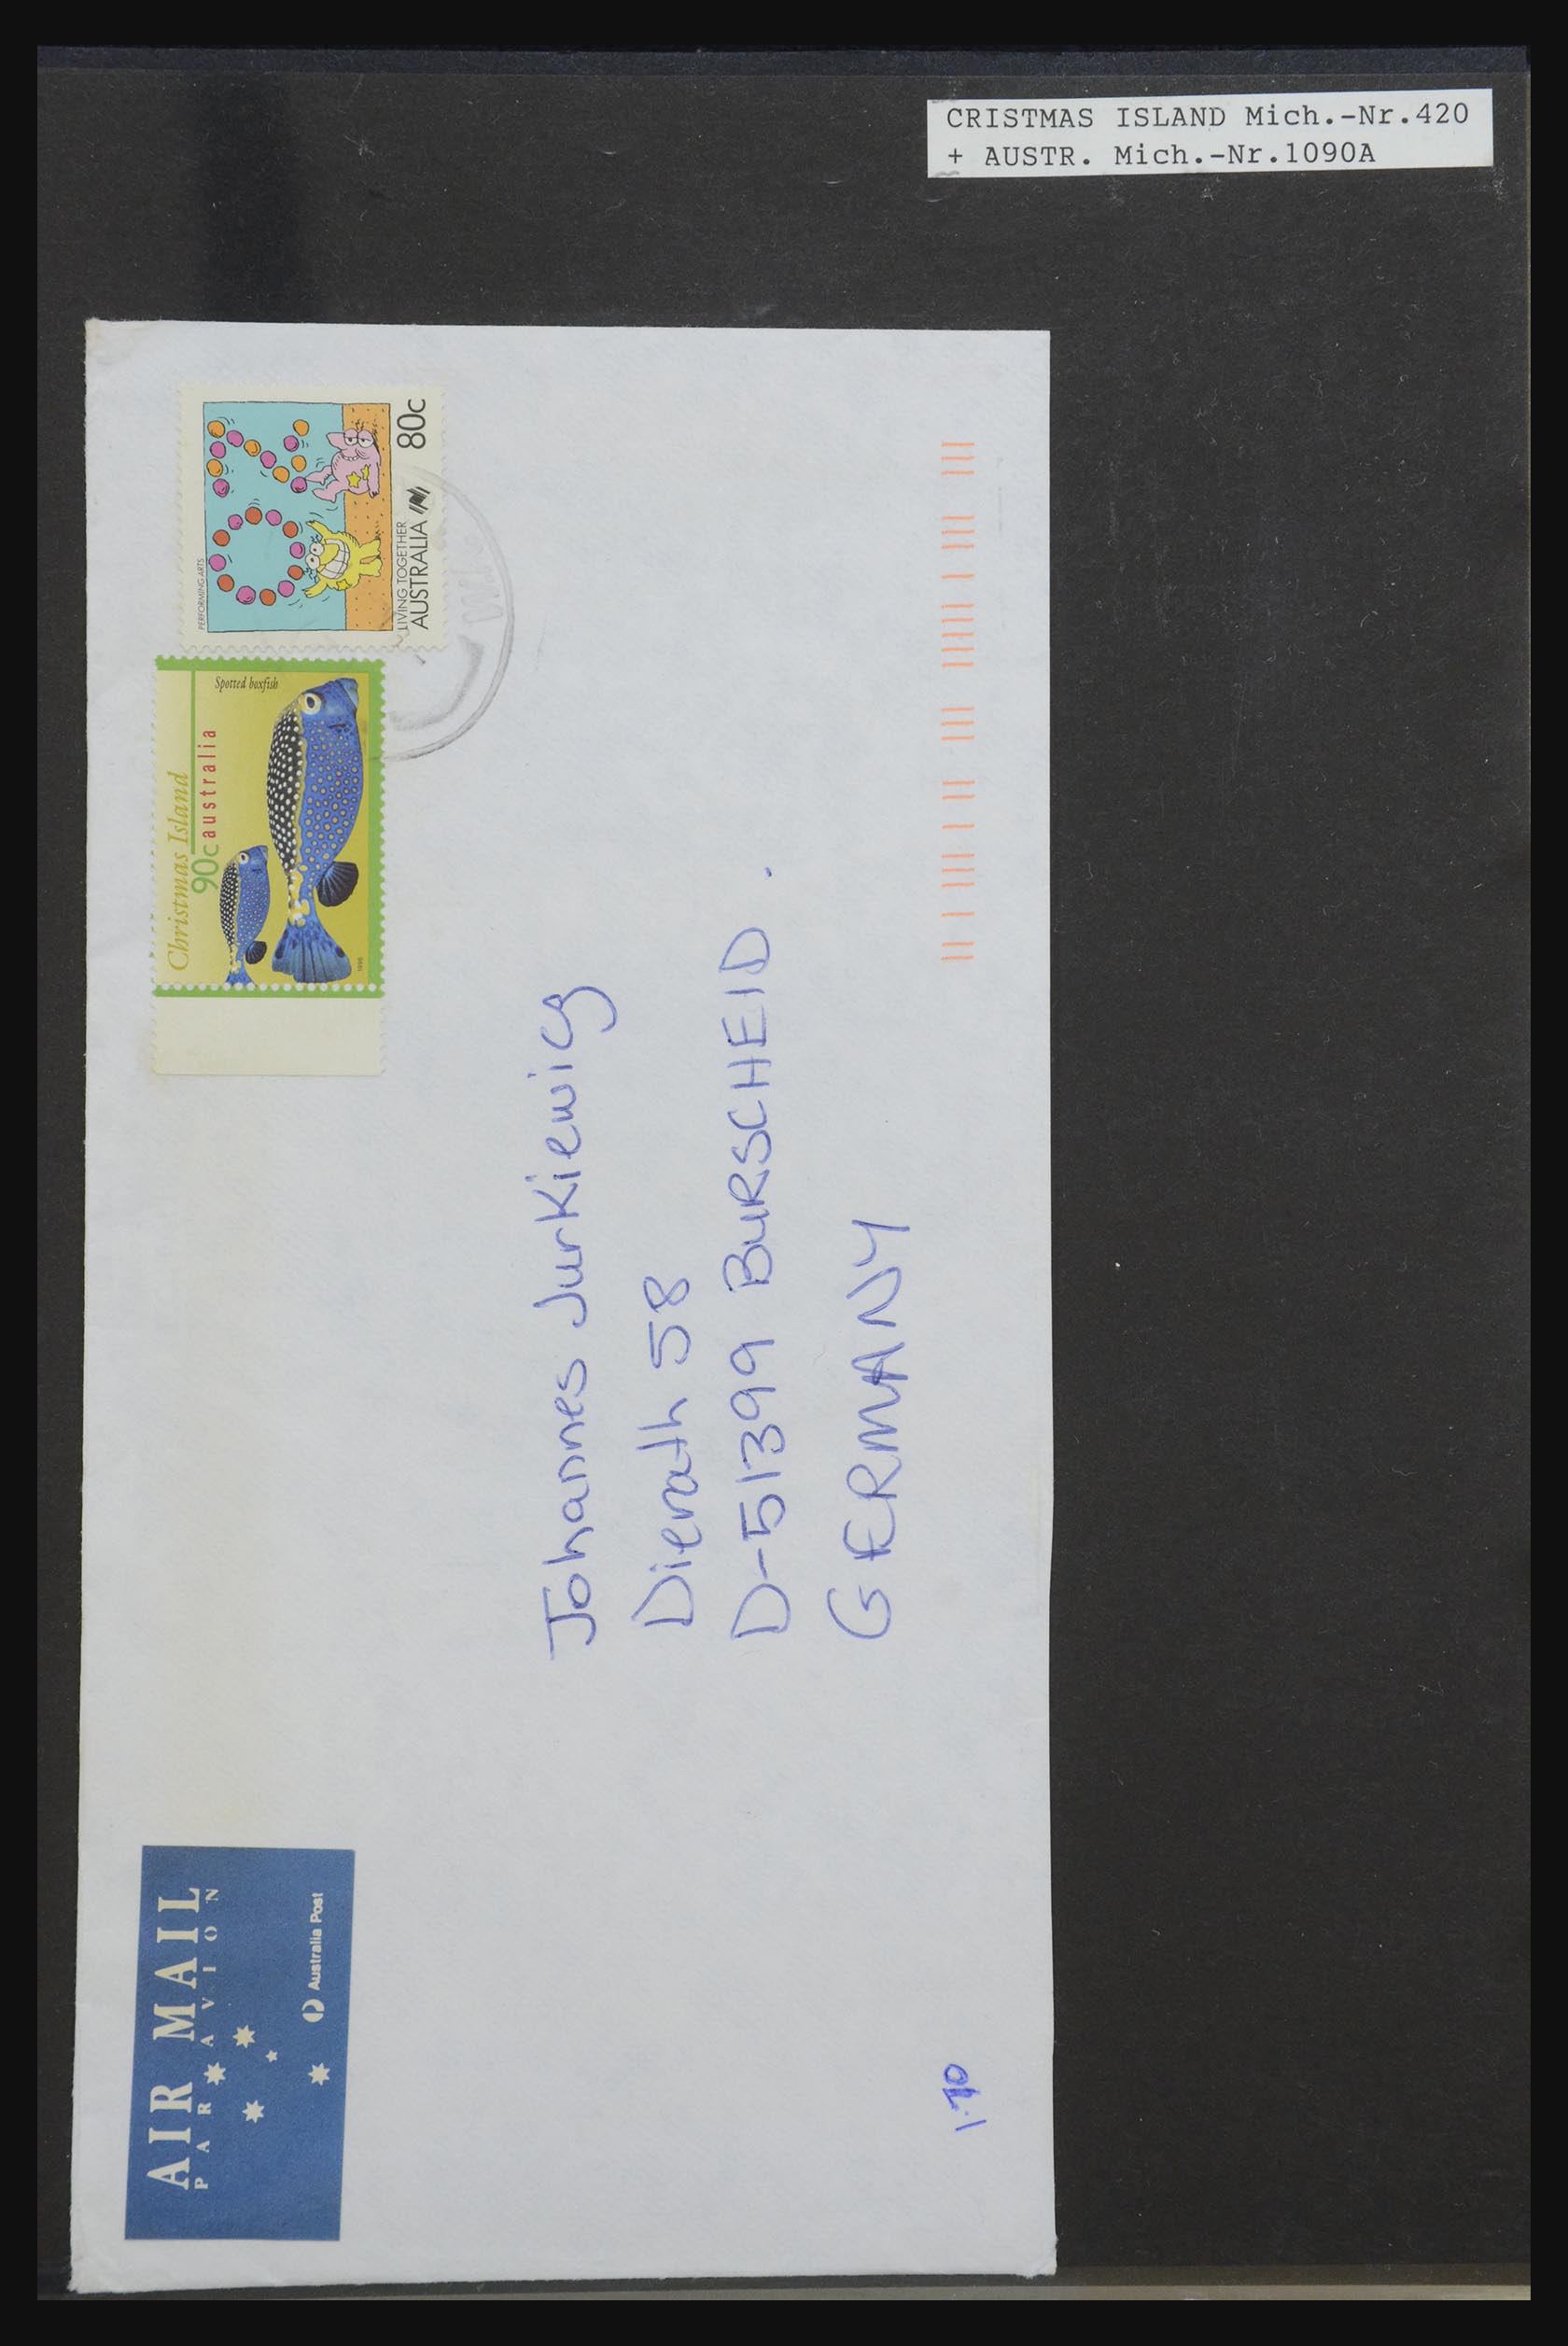 CRISTMAS ISLAND Mich.-Nr.420
+ AUSTR. Mich.-Nr.1090A
AIR MAIL
PAR AVION
Australia Post
Christmas Island
90c australia
Spotted boxfish
PERFORMING ARTS
LIVING TOGETHER
AUSTRALIA 80c
Johannes Jurkiewicz
Dierath 58
D-51399 BURSCHEID.
GERMANY
1.70